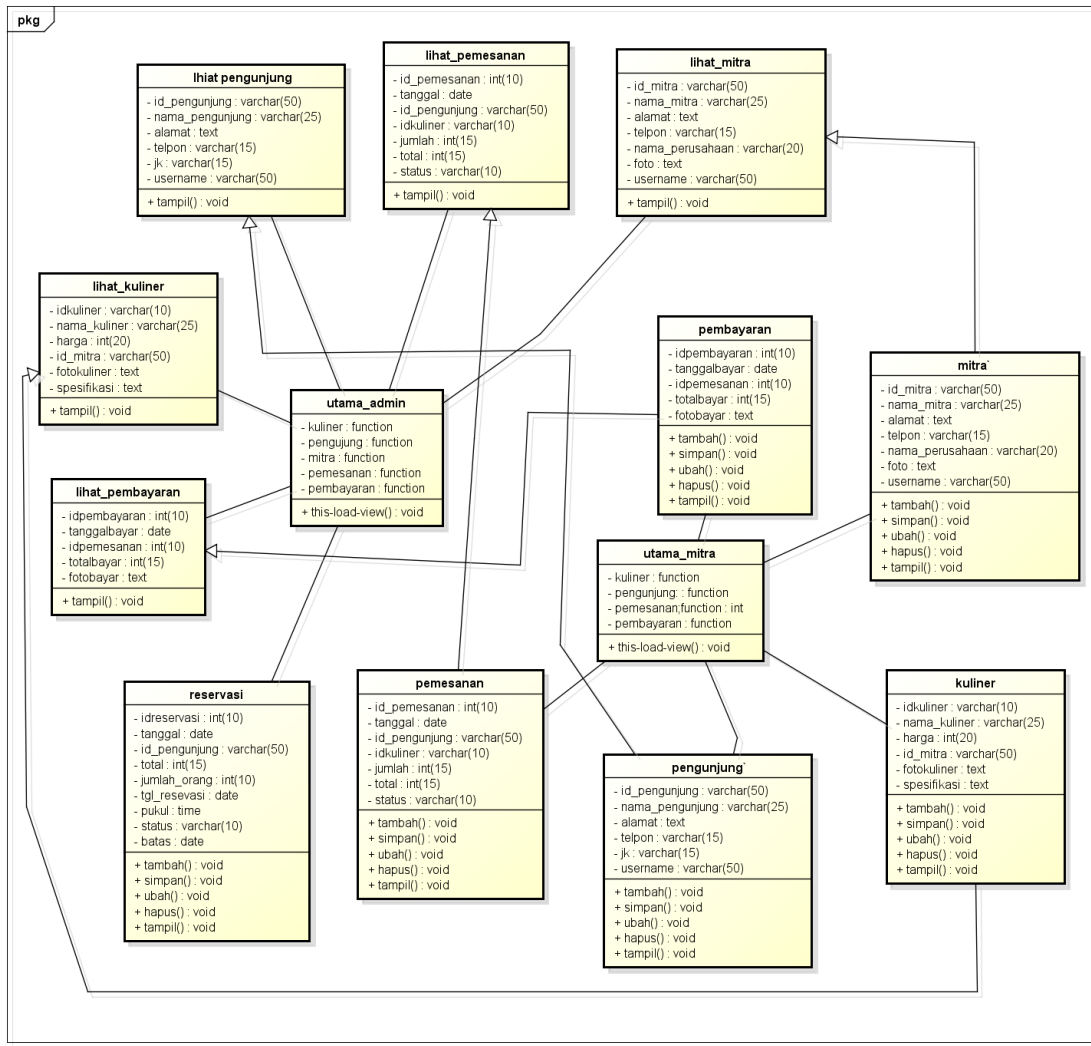 pkg
lhiat pengunjung
- id_pengunjung : varchar(50)
- nama_pengunjung : varchar(25)
- alamat : text
- telpon : varchar(15)
- jk : varchar(15)
- username : varchar(50)
+ tampil() : void
lihat_pemesanan
- id_pemesanan : int(10)
- tanggal : date
- id_pengunjung : varchar(50)
- idkuliner : varchar(10)
- jumlah : int(15)
- total : int(15)
- status : varchar(10)
+ tampil() : void
lihat_mitra
- id_mitra : varchar(50)
- nama_mitra : varchar(25)
- alamat : text
- telpon : varchar(15)
- nama_perusahaan : varchar(20)
- foto : text
- username : varchar(50)
+ tampil() : void
lihat_kuliner
- idkuliner : varchar(10)
- nama_kuliner : varchar(25)
- harga : int(20)
- id_mitra : varchar(50)
- fotokuliner : text
- spesifikasi : text
+ tampil() : void
utama_admin
- kuliner : function
- pengujung : function
- mitra : function
- pemesanan : function
- pembayaran : function
+ this-load-view() : void
pembayaran
- idpembayaran : int(10)
- tanggalbayar : date
- idpemesanan : int(10)
- totalbayar : int(15)
- fotobayar : text
+ tambah() : void
+ simpan() : void
+ ubah() : void
+ hapus() : void
+ tampil() : void
mitra`
- id_mitra : varchar(50)
- nama_mitra : varchar(25)
- alamat : text
- telpon : varchar(15)
- nama_perusahaan : varchar(20)
- foto : text
- username : varchar(50)
+ tambah() : void
+ simpan() : void
+ ubah() : void
+ hapus() : void
+ tampil() : void
lihat_pembayaran
- idpembayaran : int(10)
- tanggalbayar : date
- idpemesanan : int(10)
- totalbayar : int(15)
- fotobayar : text
+ tampil() : void
utama_mitra
- kuliner : function
- pengunjung: : function
- pemesanan;function : int
- pembayaran : function
+ this-load-view() : void
reservasi
- idreservasi : int(10)
- tanggal : date
- id_pengunjung : varchar(50)
- total : int(15)
- jumlah_orang : int(10)
- tgl_resevasi : date
- pukul : time
- status : varchar(10)
- batas : date
+ tambah() : void
+ simpan() : void
+ ubah() : void
+ hapus() : void
+ tampil() : void
pemesanan
- id_pemesanan : int(10)
- tanggal : date
- id_pengunjung : varchar(50)
- idkuliner : varchar(10)
- jumlah : int(15)
- total : int(15)
- status : varchar(10)
+ tambah() : void
+ simpan() : void
+ ubah() : void
+ hapus() : void
+ tampil() : void
pengunjung`
- id_pengunjung : varchar(50)
- nama_pengunjung : varchar(25)
- alamat : text
- telpon : varchar(15)
- jk : varchar(15)
- username : varchar(50)
+ tambah() : void
+ simpan() : void
+ ubah() : void
+ hapus() : void
+ tampil() : void
kuliner
- idkuliner : varchar(10)
- nama_kuliner : varchar(25)
- harga : int(20)
- id_mitra : varchar(50)
- fotokuliner : text
- spesifikasi : text
+ tambah() : void
+ simpan() : void
+ ubah() : void
+ hapus() : void
+ tampil() : void